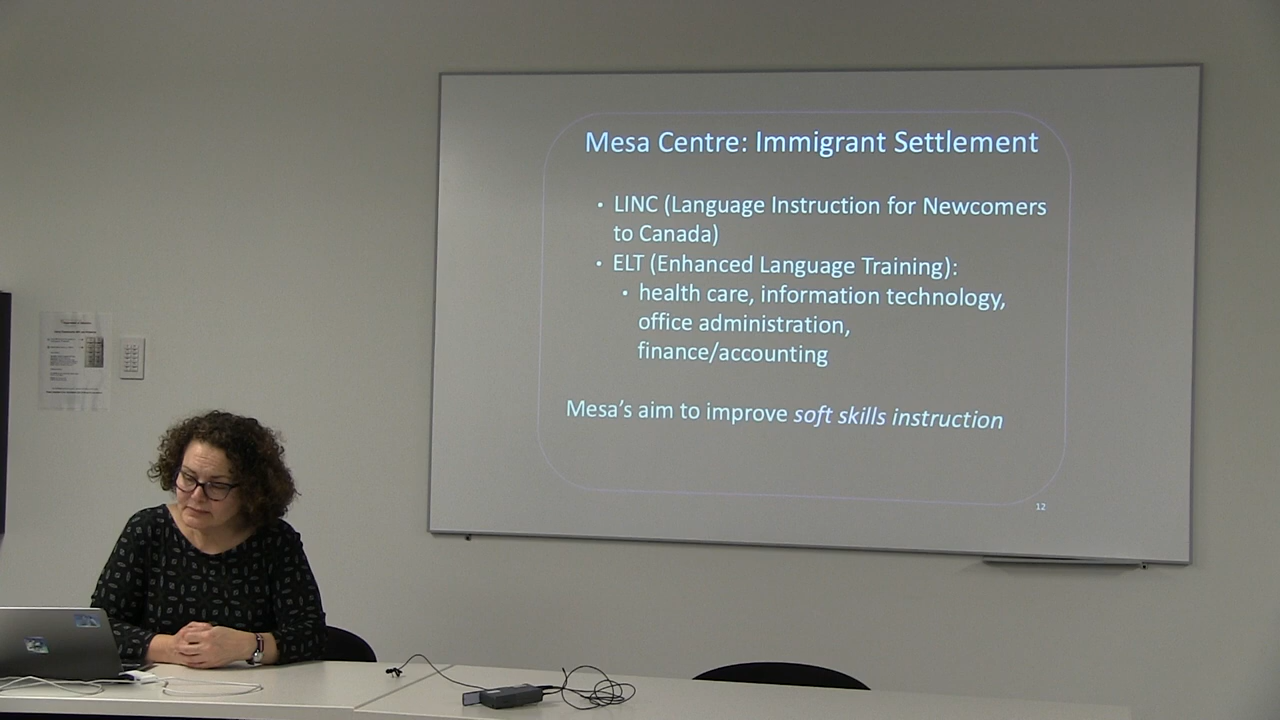 Mesa Centre: Immigrant Settlement
• LINC (Language Instruction for Newcomers
to Canada)
• ELT (Enhanced Language Training):
• health care, information technology,
office administration,
finance/accounting
Mesa's aim to improve soft skills instruction
12